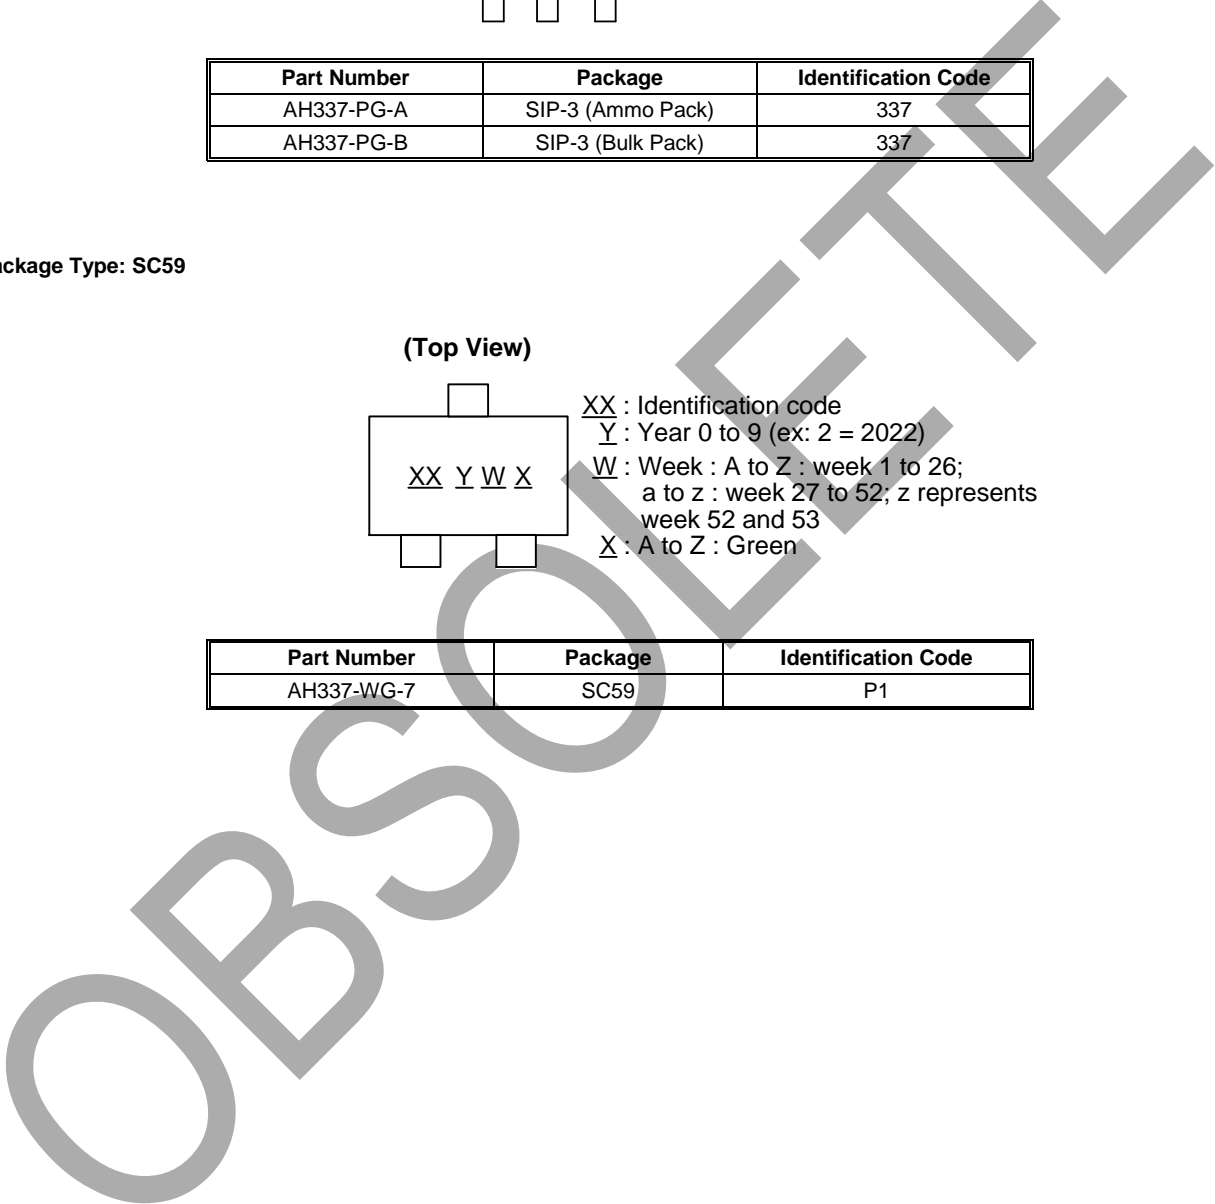 Part Number Package Identification Code
AH337-PG-A SIP-3 (Ammo Pack) 337
AH337-PG-B SIP-3 (Bulk Pack) 337
ackage Type: SC59
(Top View)
XX Y W X
XX : Identification code
Y : Year 0 to 9 (ex: 2 = 2022)
W : Week : A to Z : week 1 to 26;
a to z : week 27 to 52; z represents
week 52 and 53
X : A to Z : Green
Part Number Package Identification Code
AH337-WG-7 SC59 P1
OBSOLETE